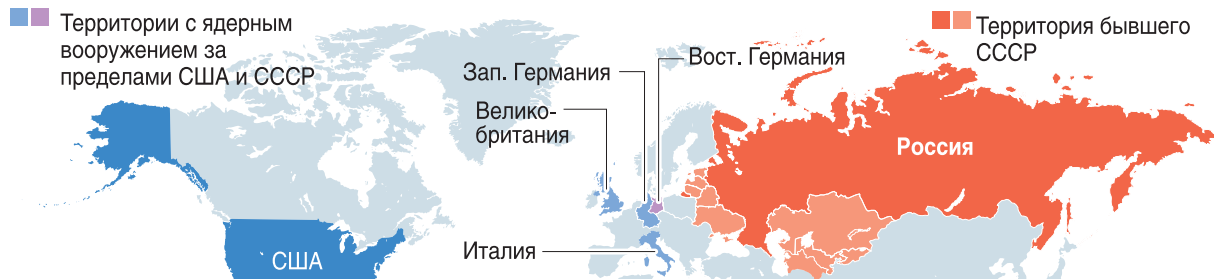 Территории с ядерным
вооружением за
пределами США и СССР
Территория бывшего
СССР
Зап. Германия
Вост. Германия
Велико-
британия
Россия
Италия
США